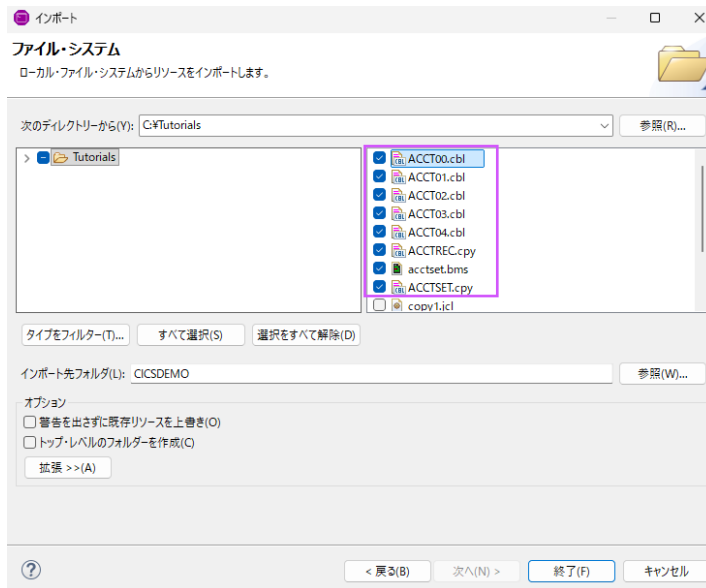 インポート
ファイル・システム
ローカル・ファイル・システムからリソースをインポートします。
次のディレクトリーから(Y): C:¥Tutorials 参照(R)...
Tutorials
ACCT00.cbl
ACCT01.cbl
ACCT02.cbl
ACCT03.cbl
ACCT04.cbl
ACCTREC.cpy
acctset.bms
ACCTSET.cpy
copy1.jcl
タイプをフィルター(T)... すべて選択(S) 選択をすべて解除(D)
インポート先フォルダ(L): CICSDEMO 参照(W)...
オプション
警告を出さずに既存リソースを上書き(O)
トップ・レベルのフォルダーを作成(C)
拡張 >>(A)
< 戻る(B) 次へ(N) > 終了(F) キャンセル